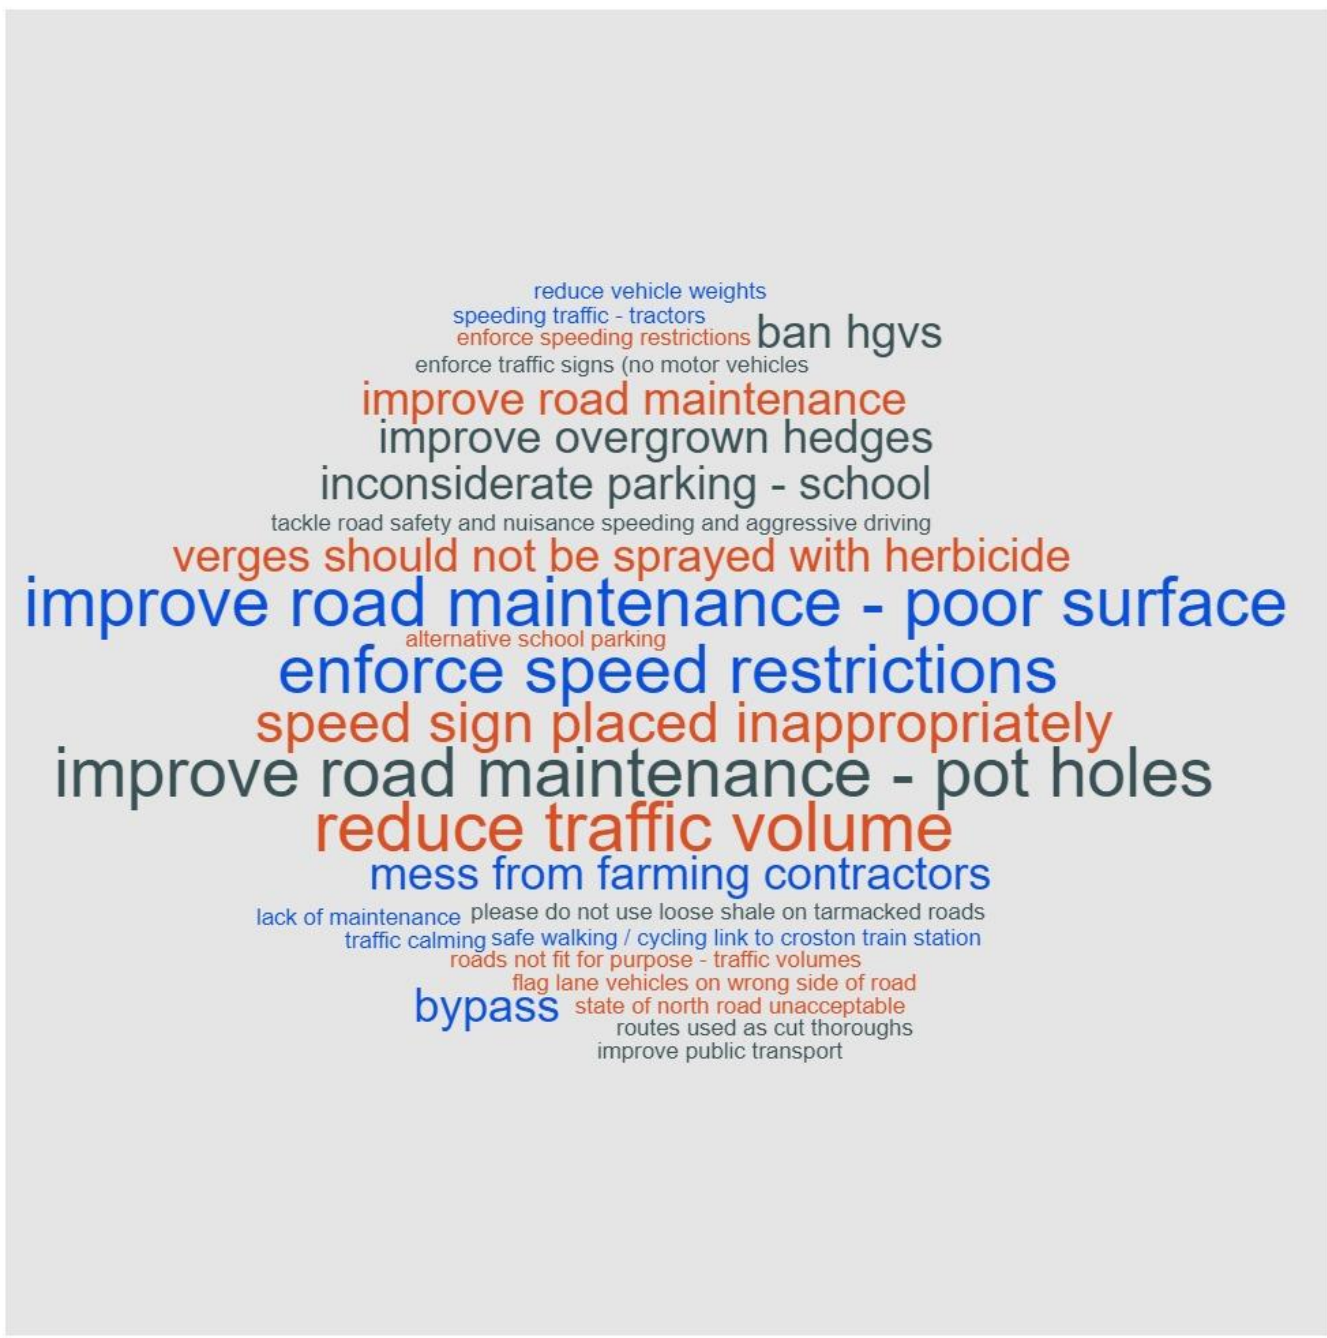 reduce vehicle weights
speeding traffic - tractors
enforce speeding restrictions ban hgvs
enforce traffic signs (no motor vehicles
improve road maintenance
improve overgrown hedges
inconsiderate parking - school
tackle road safety and nuisance speeding and aggressive driving
verges should not be sprayed with herbicide
improve road maintenance - poor surface
alternative school parking
enforce speed restrictions
speed sign placed inappropriately
improve road maintenance - pot holes
reduce traffic volume
mess from farming contractors
lack of maintenance please do not use loose shale on tarmacked roads
traffic calming safe walking / cycling link to croston train station
roads not fit for purpose - traffic volumes
flag lane vehicles on wrong side of road
bypass state of north road unacceptable
routes used as cut thoroughs
improve public transport